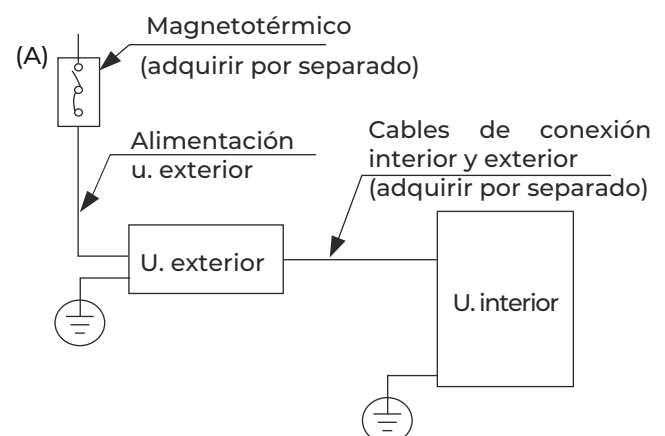 Magnetotérmico
(A)
(adquirir por separado)
Alimentación
u. exterior
Cables de conexión
interior y exterior
(adquirir por separado)
U. exterior
U. interior